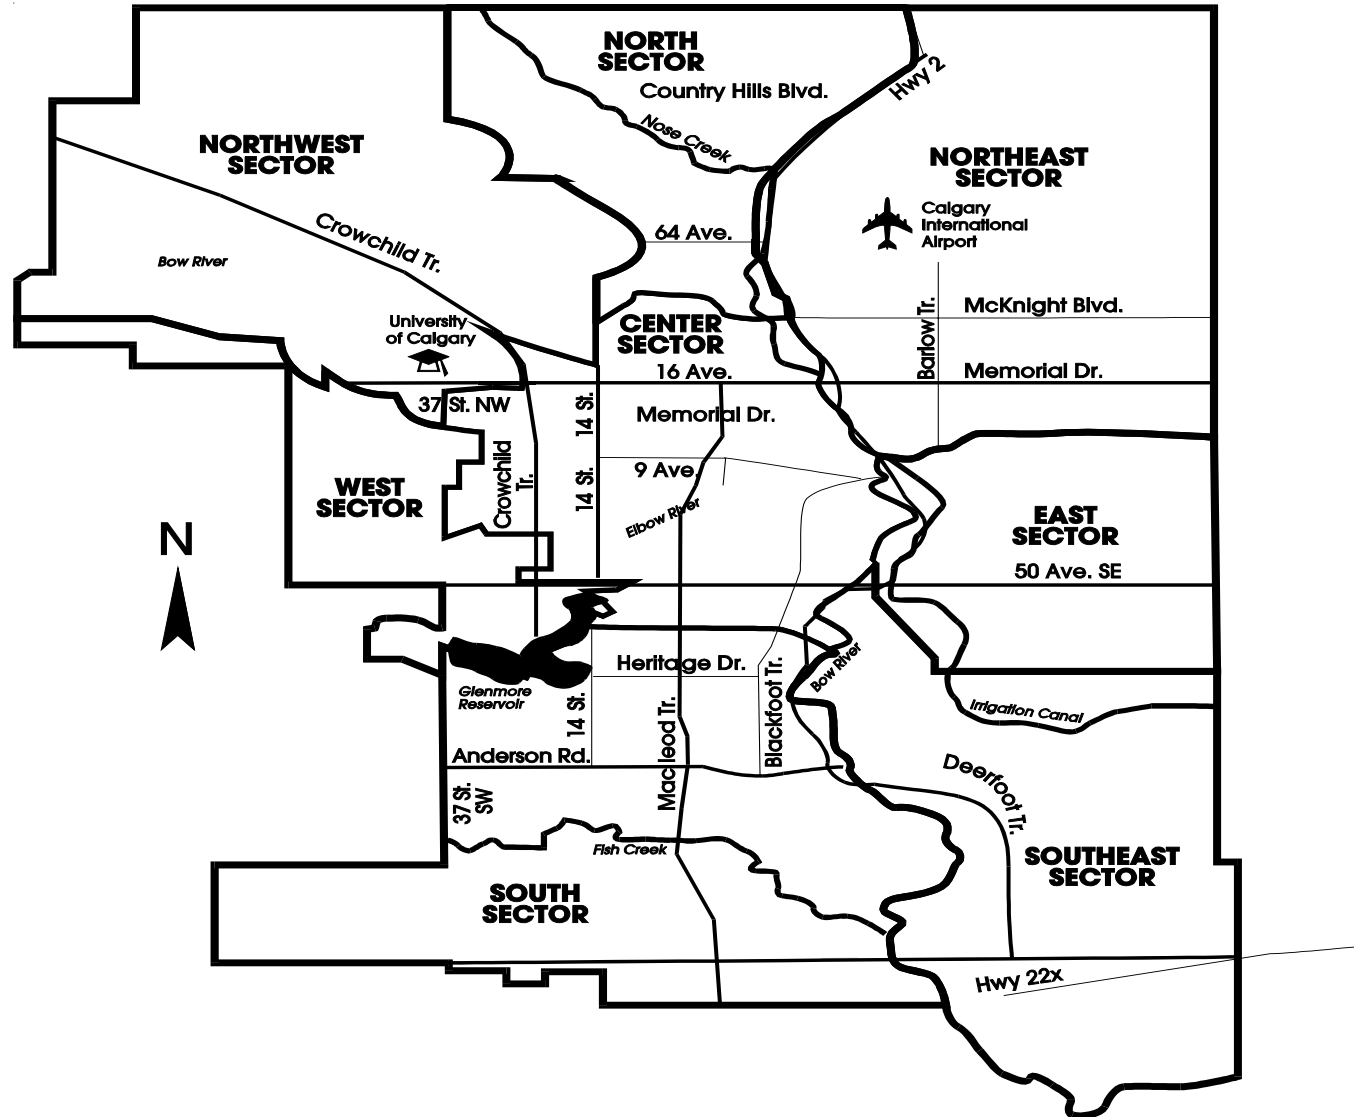 NORTH
SECTOR
Country Hills Blvd.
Hwy 2
Nose Creek
NORTHWEST
SECTOR
NORTHEAST
SECTOR
Calgary
International
Airport
Crowchild Tr.
64 Ave.
Bow River
McKnight Blvd.
Barlow Tr.
University
of Calgary
CENTER
SECTOR
16 Ave.
Memorial Dr.
37 St. NW
14 St.
Memorial Dr.
Crowchild
Tr.
14 St.
9 Ave.
WEST
SECTOR
Elbow River
EAST
SECTOR
N
50 Ave. SE
Heritage Dr.
Bow River
Glenmore
Reservoir
14 St.
Macleod Tr.
Blackfoot Tr.
Irrigation Canal
Anderson Rd.
Deerfoot Tr.
37 St.
SW
Fish Creek
SOUTHEAST
SECTOR
SOUTH
SECTOR
Hwy 22x